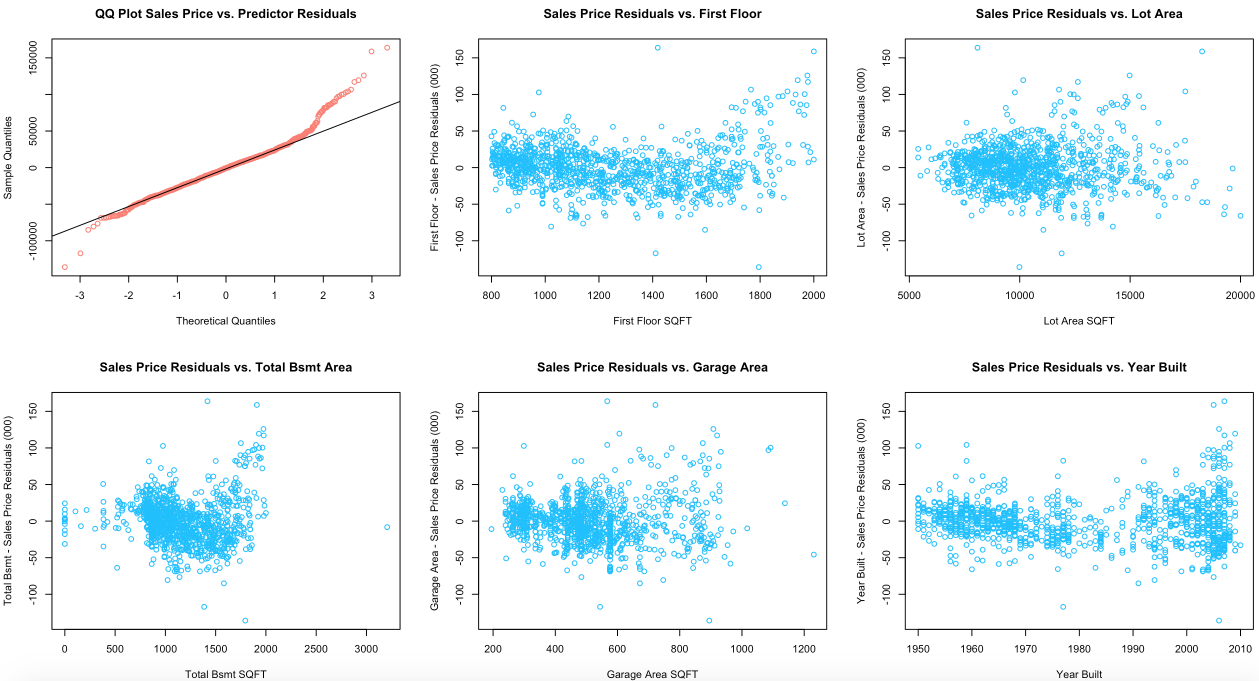 QQ Plot Sales Price vs. Predictor Residuals
Sample Quantiles
150000
50000
0
-100000
-3 -2 -1 0 1 2 3
Theoretical Quantiles
Sales Price Residuals vs. First Floor
First Floor - Sales Price Residuals (000)
150
100
50
0
-50
-100
800 1000 1200 1400 1600 1800 2000
First Floor SQFT
Sales Price Residuals vs. Lot Area
Lot Area - Sales Price Residuals (000)
150
100
50
0
-50
-100
5000 10000 15000 20000
Lot Area SQFT
Sales Price Residuals vs. Total Bsmt Area
Total Bsmt - Sales Price Residuals (000)
150
100
50
0
-50
-100
0 500 1000 1500 2000 2500 3000
Total Bsmt SQFT
Sales Price Residuals vs. Garage Area
Garage Area - Sales Price Residuals (000)
150
100
50
0
-50
-100
200 400 600 800 1000 1200
Garage Area SQFT
Sales Price Residuals vs. Year Built
Year Built - Sales Price Residuals (000)
150
100
50
0
-50
-100
1950 1960 1970 1980 1990 2000 2010
Year Built